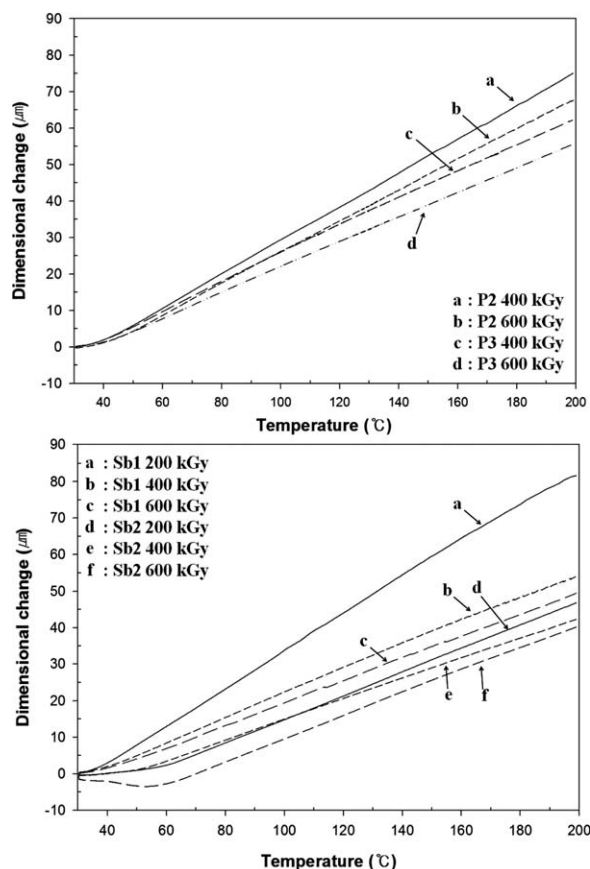 90
80
70
60
50
40
30
20
10
0
-10
Dimensional change (㎛)
a
b
c
d
a : P2 400 kGy
b : P2 600 kGy
c : P3 400 kGy
d : P3 600 kGy
40 60 80 100 120 140 160 180 200
Temperature (℃)
90
80
70
60
50
40
30
20
10
0
-10
Dimensional change (㎛)
a : Sb1 200 kGy
b : Sb1 400 kGy
c : Sb1 600 kGy
d : Sb2 200 kGy
e : Sb2 400 kGy
f : Sb2 600 kGy
a
b d
c
e f
40 60 80 100 120 140 160 180 200
Temperature (℃)